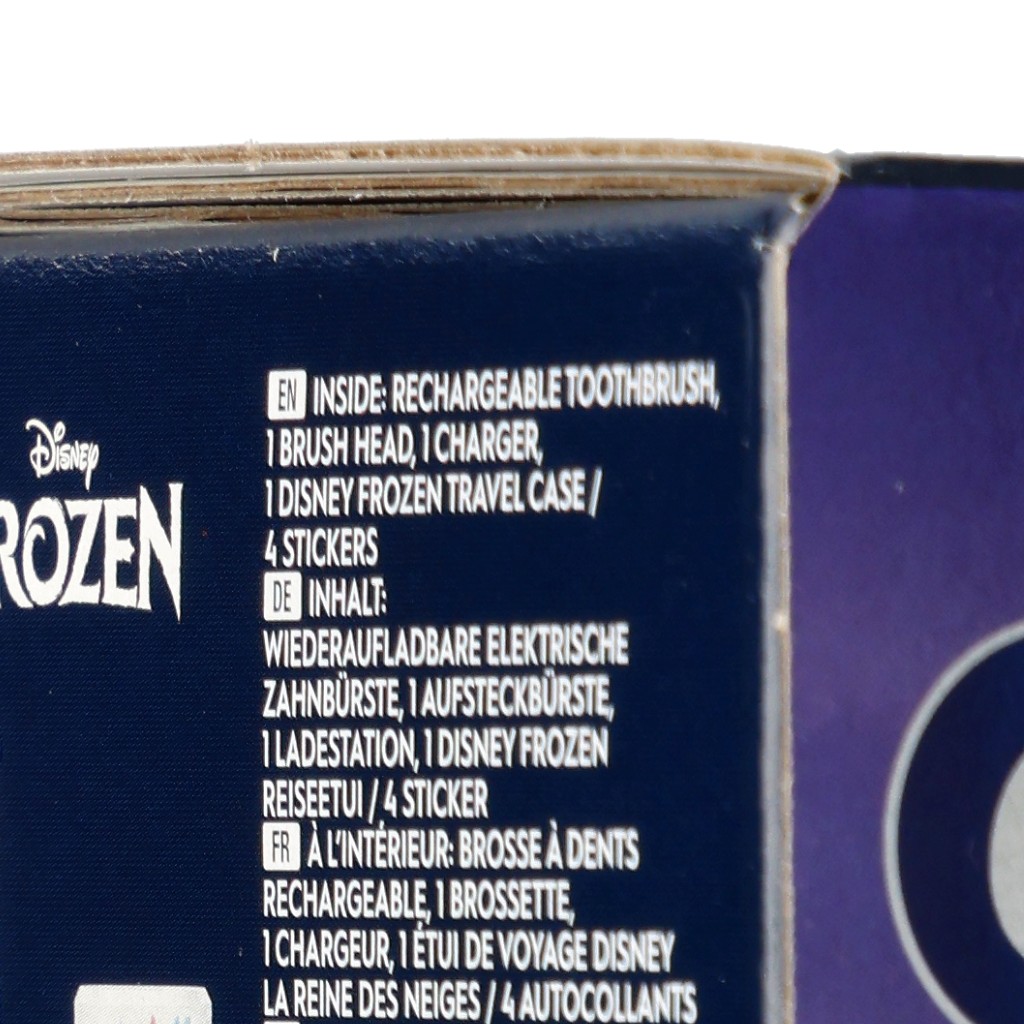 Disney
ROZEN
EN INSIDE: RECHARGEABLE TOOTHBRUSH,
1 BRUSH HEAD, 1 CHARGER,
1 DISNEY FROZEN TRAVEL CASE /
4 STICKERS
DE INHALT:
WIEDERAUFLADBARE ELEKTRISCHE
ZAHNBÜRSTE, 1 AUFSTECKBÜRSTE,
1 LADESTATION, 1 DISNEY FROZEN
REISEETUI / 4 STICKER
FR À L'INTÉRIEUR: BROSSE À DENTS
RECHARGEABLE, 1 BROSSETTE,
1 CHARGEUR, 1 ÉTUI DE VOYAGE DISNEY
LA REINE DES NEIGES / 4 AUTOCOLLANTS